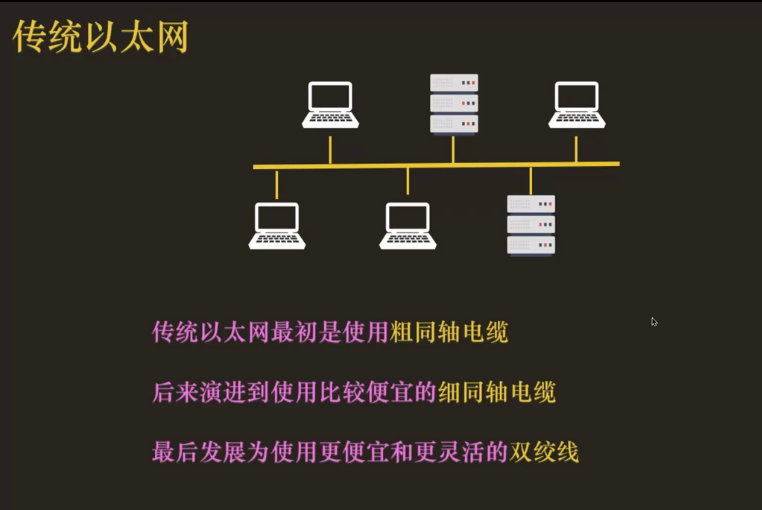 传统以太网
传统以太网最初是使用粗同轴电缆
后来演进到使用比较便宜的细同轴电缆
最后发展为使用更便宜和更灵活的双绞线